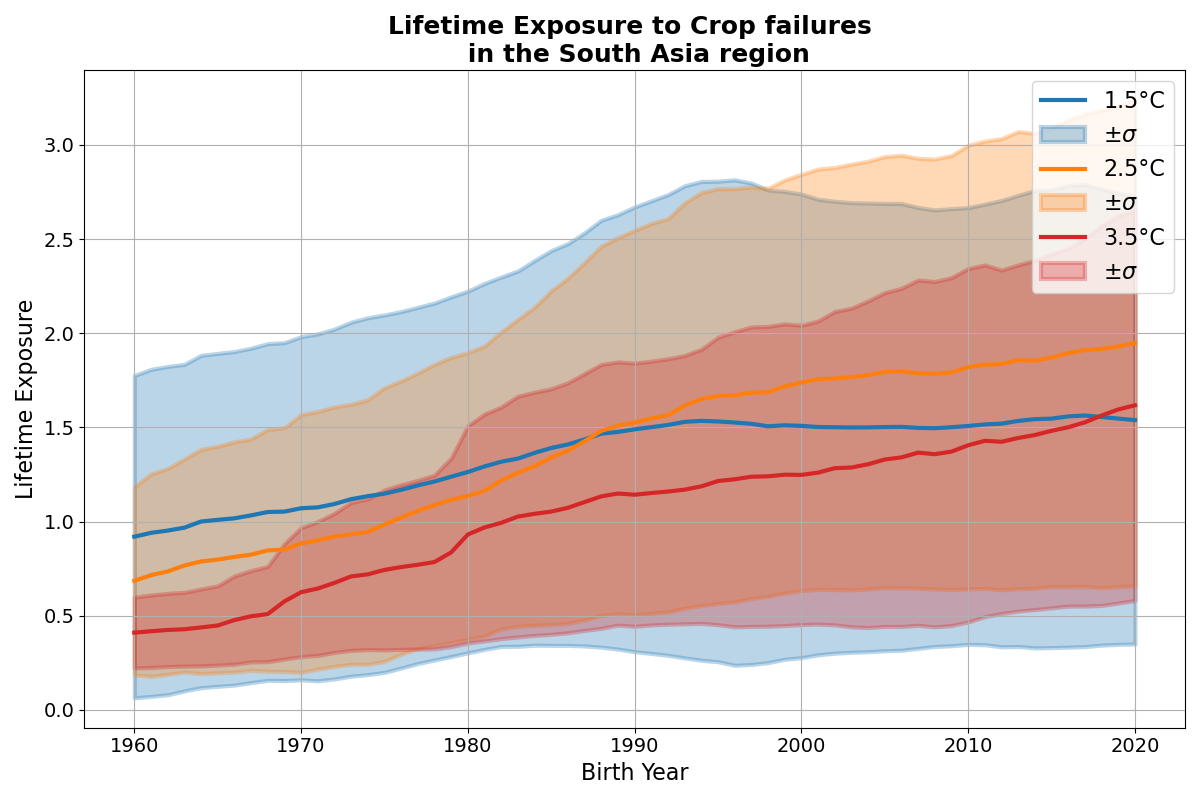 Lifetime Exposure to Crop failures
in the South Asia region
Lifetime Exposure
3.0
2.5
2.0
1.5
1.0
0.5
0.0
1960
1970
1980
1990
2000
2010
2020
Birth Year
1.5°C
±σ
2.5°C
±σ
3.5°C
±σ